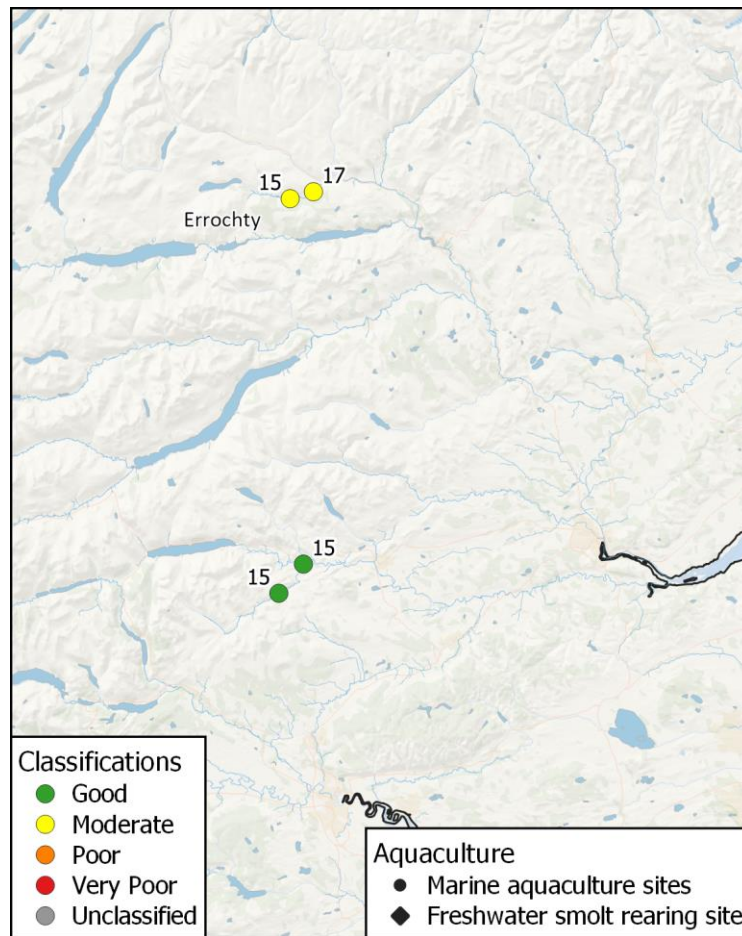 15
17
Errochty
15
15
Classifications
Good
Moderate
Poor
Very Poor
Unclassified
Aquaculture
Marine aquaculture sites
Freshwater smolt rearing site